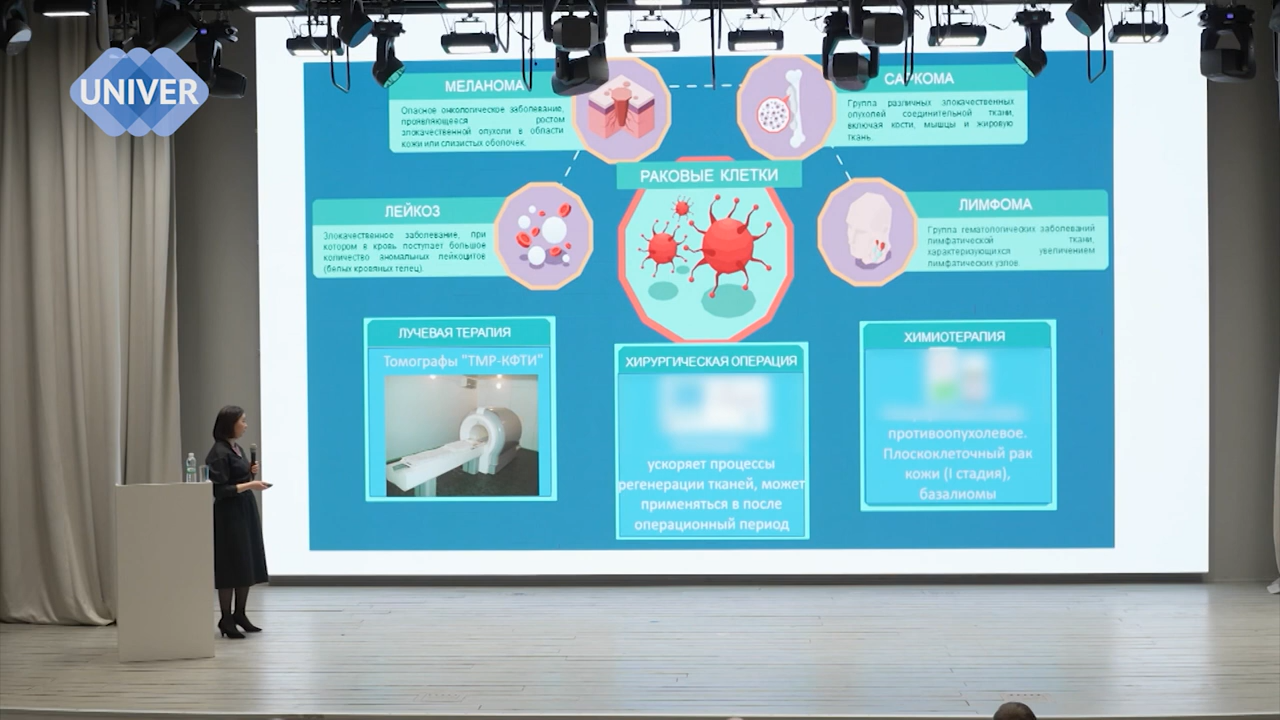 UNIVER
МЕЛАНОМА
Опасное онкологическое заболевание,
проявляющееся ростом
злокачественной опухоли в области
кожи или слизистых оболочек.
САРКОМА
Группа различных злокачественных
опухолей соединительной ткани,
включая кости, мышцы и жировую
ткань.
РАКОВЫЕ КЛЕТКИ
ЛЕЙКОЗ
Злокачественное заболевание, при
котором в кровь поступает большое
количество аномальных лейкоцитов
(белых кровяных телец).
ЛИМФОМА
Группа гематологических заболеваний
лимфатической ткани,
характеризующихся увеличением
лимфатических узлов.
ЛУЧЕВАЯ ТЕРАПИЯ
Томографы "ТМР-КФТИ"
ХИРУРГИЧЕСКАЯ ОПЕРАЦИЯ
ускоряет процессы
регенерации тканей, может
применяться в после
операционный период
ХИМИОТЕРАПИЯ
противоопухолевое.
Плоскоклеточный рак
кожи (I стадия),
базалиомы